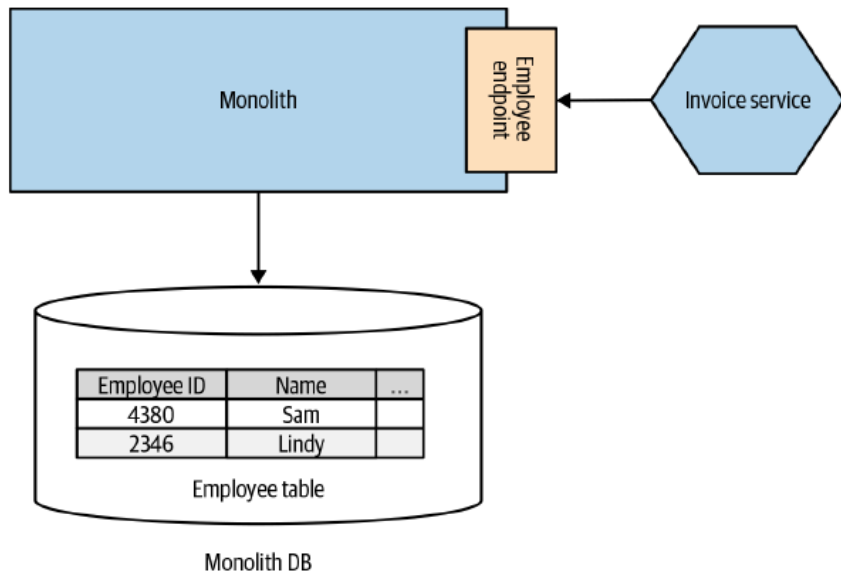 Monolith
Employee
endpoint
Invoice service
Employee ID Name ...
4380 Sam
2346 Lindy
Employee table
Monolith DB